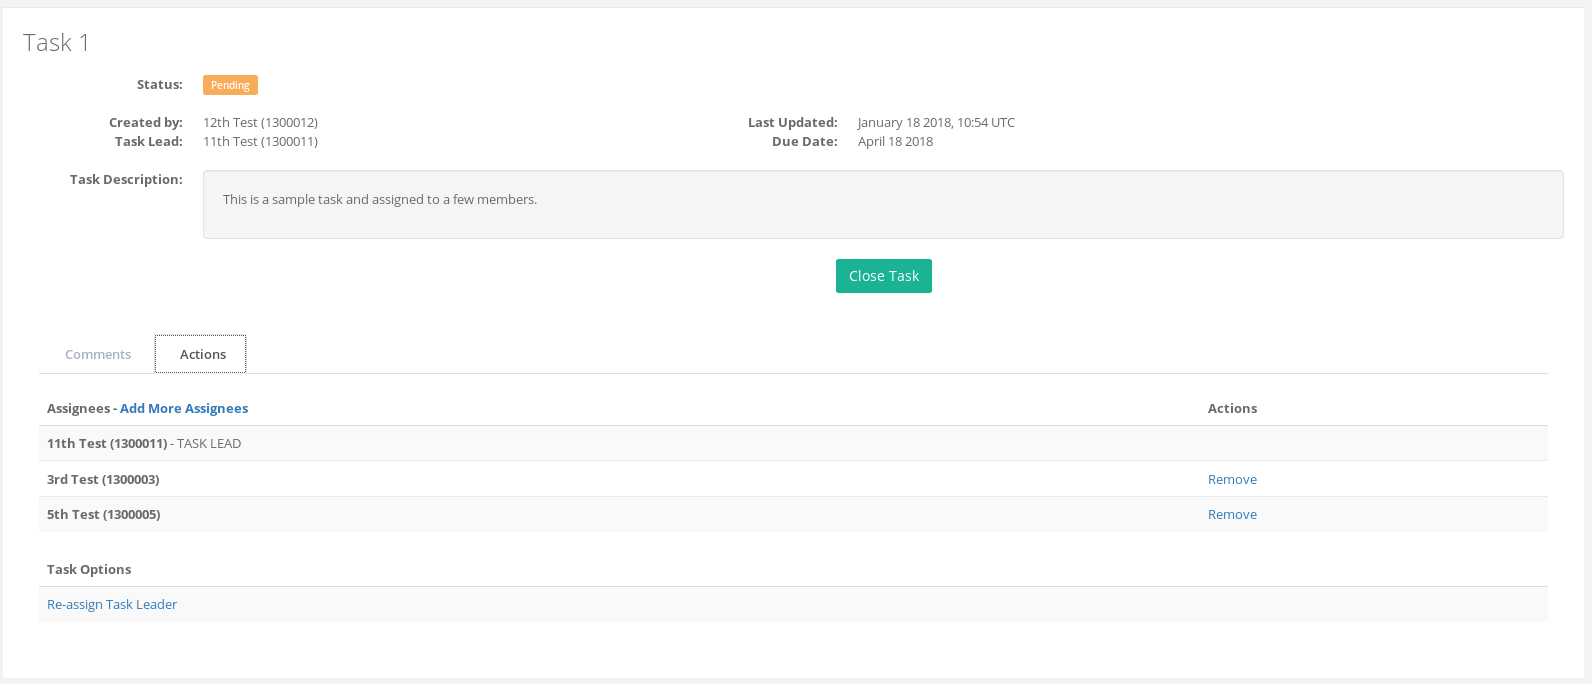 Task 1
Status: Pending
Created by: 12th Test (1300012) Last Updated: January 18 2018, 10:54 UTC
Task Lead: 11th Test (1300011) Due Date: April 18 2018
Task Description: This is a sample task and assigned to a few members.
Close Task
Comments Actions
Assignees - Add More Assignees Actions
11th Test (1300011) - TASK LEAD
3rd Test (1300003) Remove
5th Test (1300005) Remove
Task Options
Re-assign Task Leader